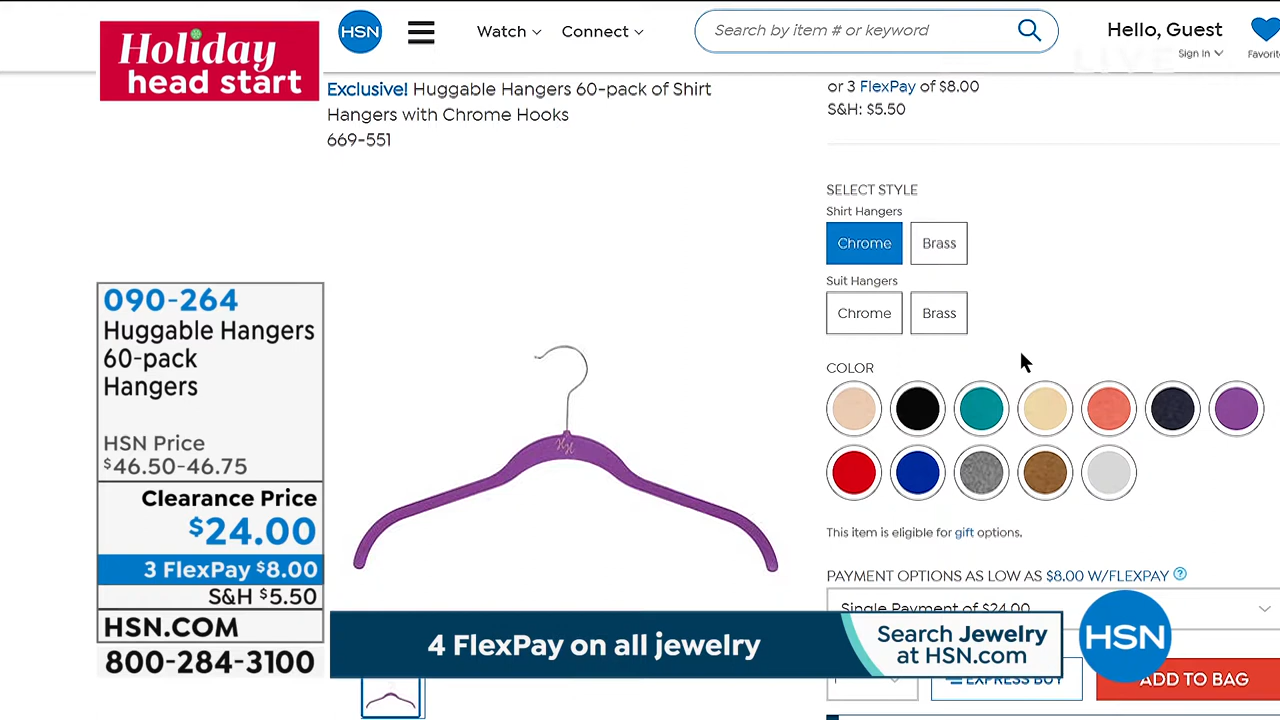 Holiday
head start
HSN
Watch
Connect
Search by item # or keyword
Hello, Guest
Sign In
LIVE
Exclusive! Huggable Hangers 60-pack of Shirt
Hangers with Chrome Hooks
669-551
or 3 FlexPay of $8.00
S&H: $5.50
SELECT STYLE
Shirt Hangers
Chrome
Brass
Suit Hangers
Chrome
Brass
COLOR
This item is eligible for gift options.
PAYMENT OPTIONS AS LOW AS $8.00 W/FLEXPAY ?
Single Payment of $24.00
EXPRESS BUY
ADD TO BAG
090-264
Huggable Hangers
60-pack
Hangers
HSN Price
$46.50-46.75
Clearance Price
$24.00
3 FlexPay $8.00
S&H $5.50
HSN.COM
800-284-3100
HH
4 FlexPay on all jewelry
Search Jewelry
at HSN.com
HSN